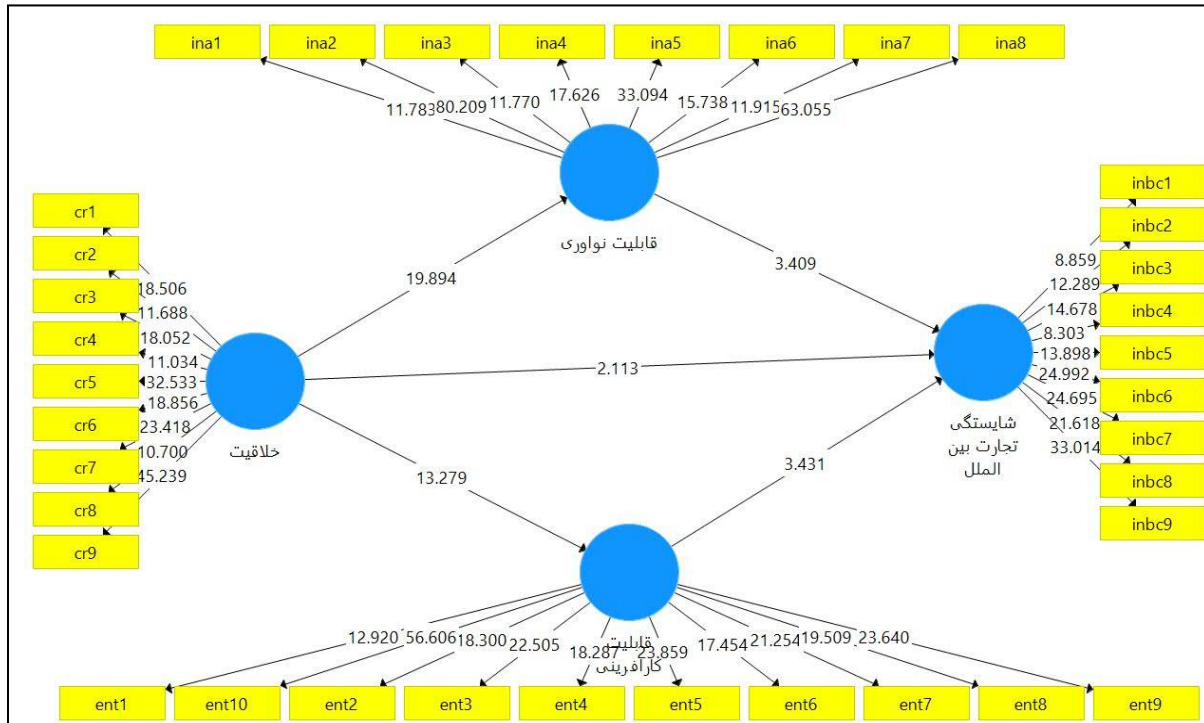 ina1 ina2 ina3 ina4 ina5 ina6 ina7 ina8
11.783 80.209 11.770 17.626 33.094 15.738 11.915 63.055
قابلیت نواوری
cr1
cr2
cr3
cr4
cr5
cr6
cr7
cr8
cr9
18.506
11.688
18.052
11.034
32.533
18.856
23.418
10.700
45.239
خلاقیت
19.894
3.409
2.113
13.279
3.431
inbc1
inbc2
inbc3
inbc4
inbc5
inbc6
inbc7
inbc8
inbc9
8.859
12.289
14.678
8.303
13.898
24.992
24.695
21.618
33.014
شایستگی
تجارت بین
الملل
12.920 56.606 18.300 22.505 18.287 23.859 17.454 21.254 19.509 23.640
قابلیت
کارافرینی
ent1 ent10 ent2 ent3 ent4 ent5 ent6 ent7 ent8 ent9